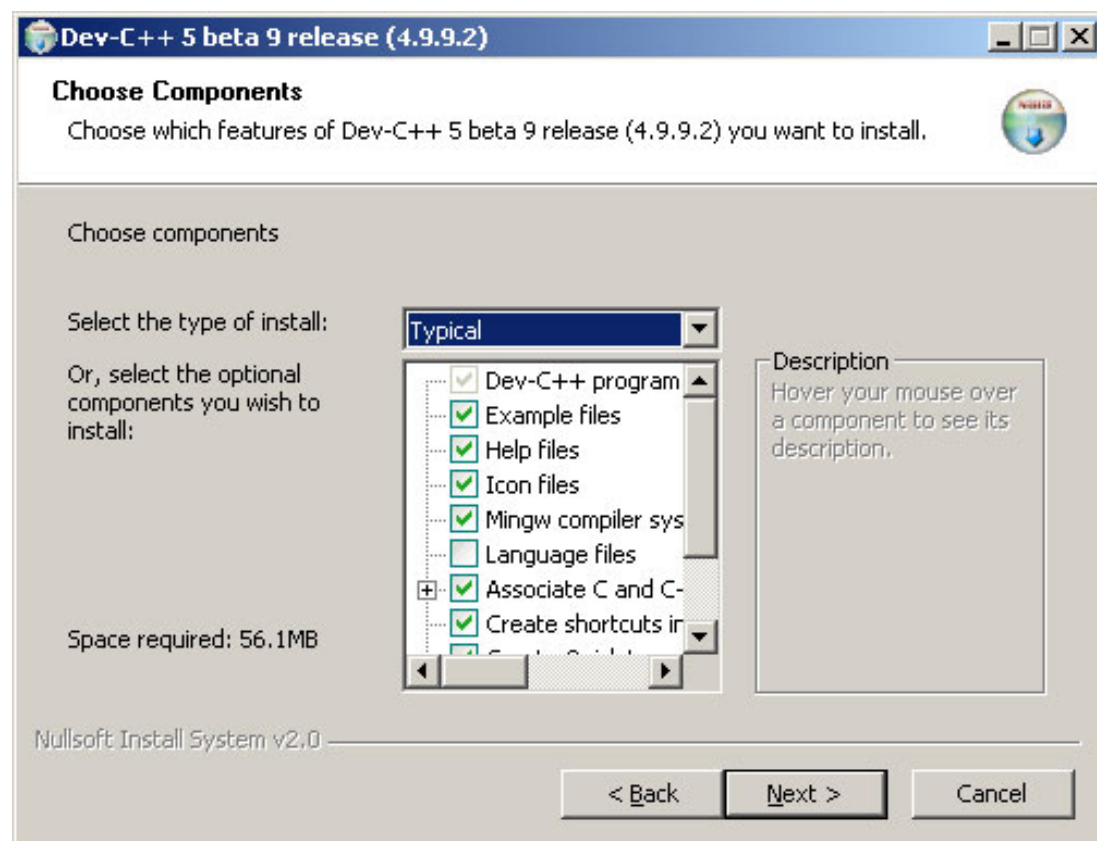 Dev-C++ 5 beta 9 release (4.9.9.2)
Choose Components
Choose which features of Dev-C++ 5 beta 9 release (4.9.9.2) you want to install.
Choose components
Select the type of install:
Typical
Or, select the optional
components you wish to
install:
Dev-C++ program
Example files
Help files
Icon files
Mingw compiler sys
Language files
Associate C and C-
Create shortcuts in
Description
Hover your mouse over
a component to see its
description.
Space required: 56.1MB
Nullsoft Install System v2.0
< Back
Next >
Cancel